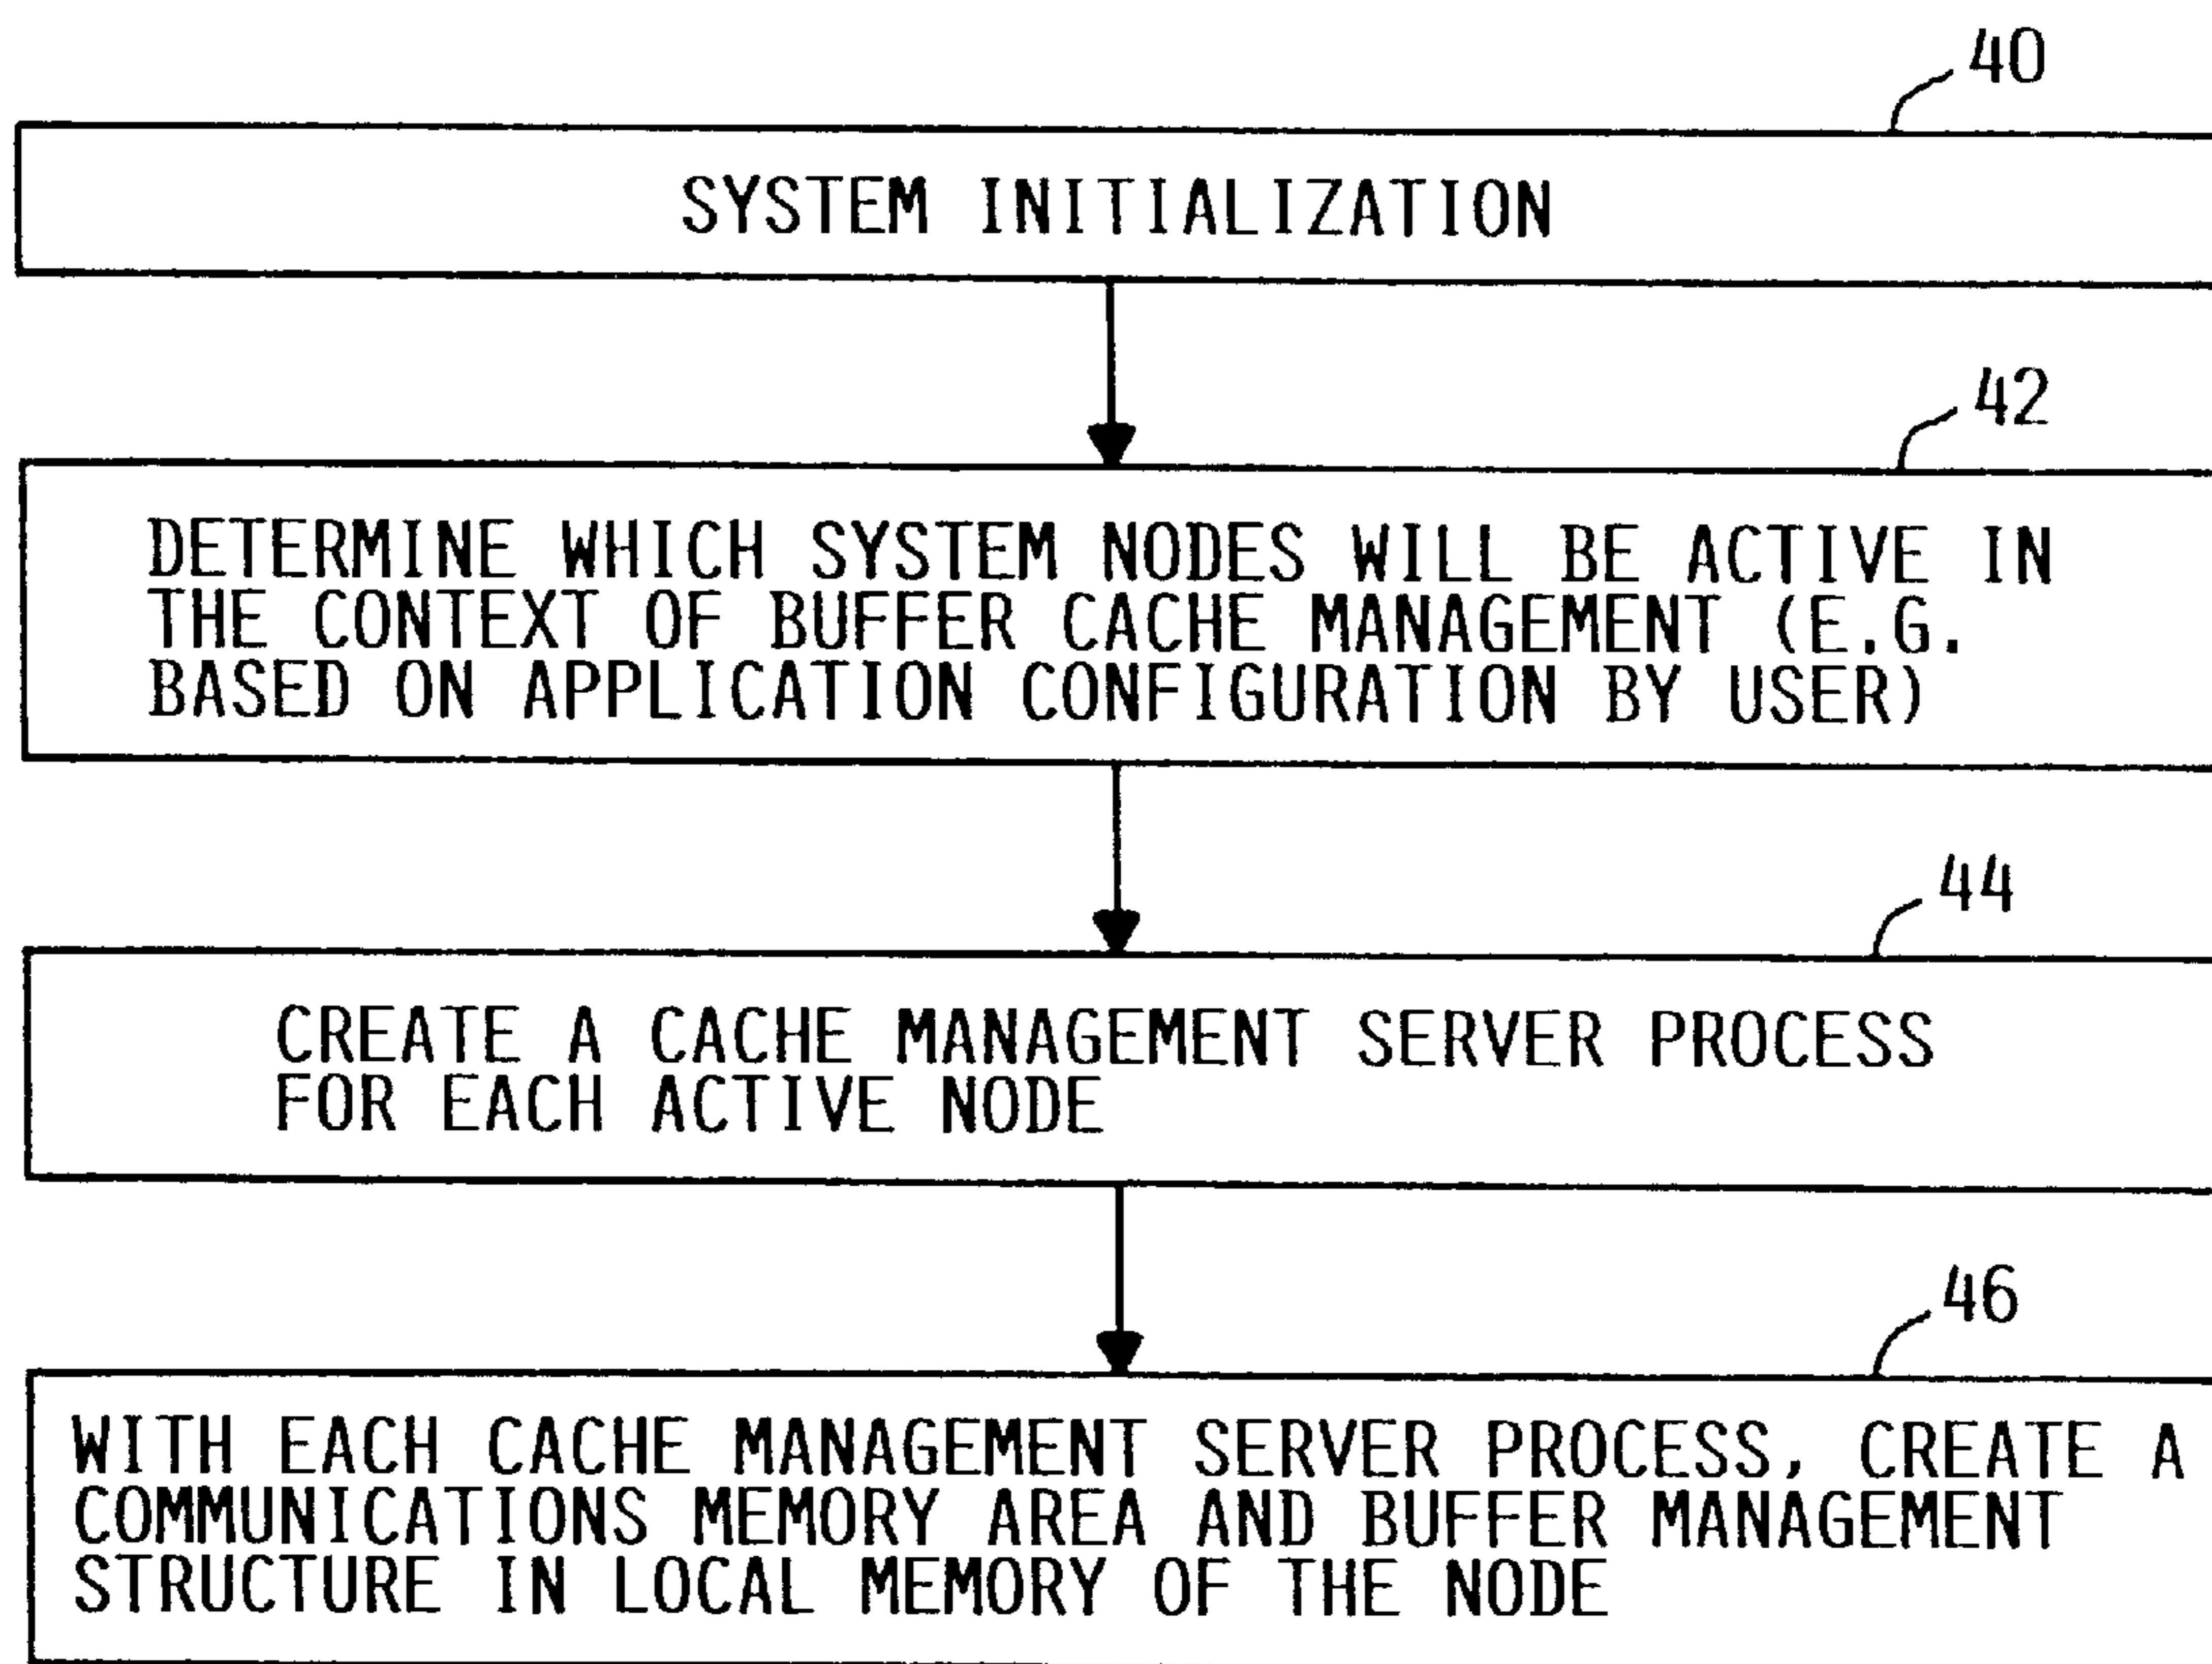 40
SYSTEM INITIALIZATION
42
DETERMINE WHICH SYSTEM NODES WILL BE ACTIVE IN
THE CONTEXT OF BUFFER CACHE MANAGEMENT (E.G.
BASED ON APPLICATION CONFIGURATION BY USER)
44
CREATE A CACHE MANAGEMENT SERVER PROCESS
FOR EACH ACTIVE NODE
46
WITH EACH CACHE MANAGEMENT SERVER PROCESS, CREATE A
COMMUNICATIONS MEMORY AREA AND BUFFER MANAGEMENT
STRUCTURE IN LOCAL MEMORY OF THE NODE